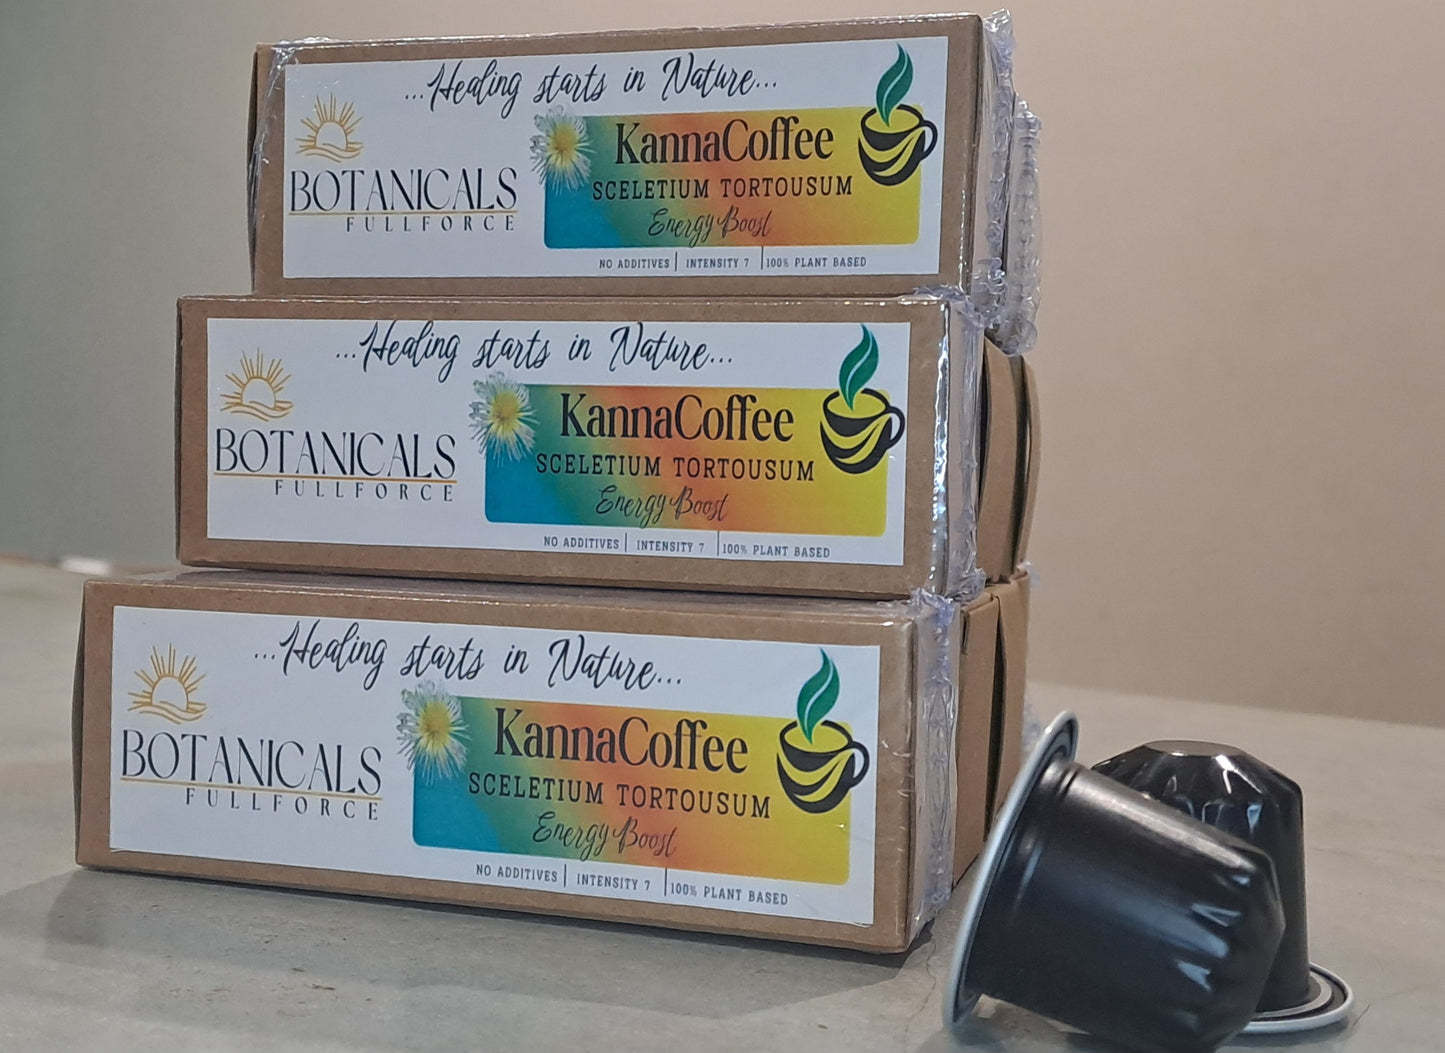 ...Healing starts in Nature...
BOTANICALS
FULLFORCE
KannaCoffee
SCELETIUM TORTOUSUM
Energy Boost
NO ADDITIVES | INTENSITY 7 | 100% PLANT BASED
...Healing starts in Nature...
BOTANICALS
FULLFORCE
KannaCoffee
SCELETIUM TORTOUSUM
Energy Boost
NO ADDITIVES | INTENSITY 7 | 100% PLANT BASED
...Healing starts in Nature...
BOTANICALS
FULLFORCE
KannaCoffee
SCELETIUM TORTOUSUM
Energy Boost
NO ADDITIVES | INTENSITY 7 | 100% PLANT BASED